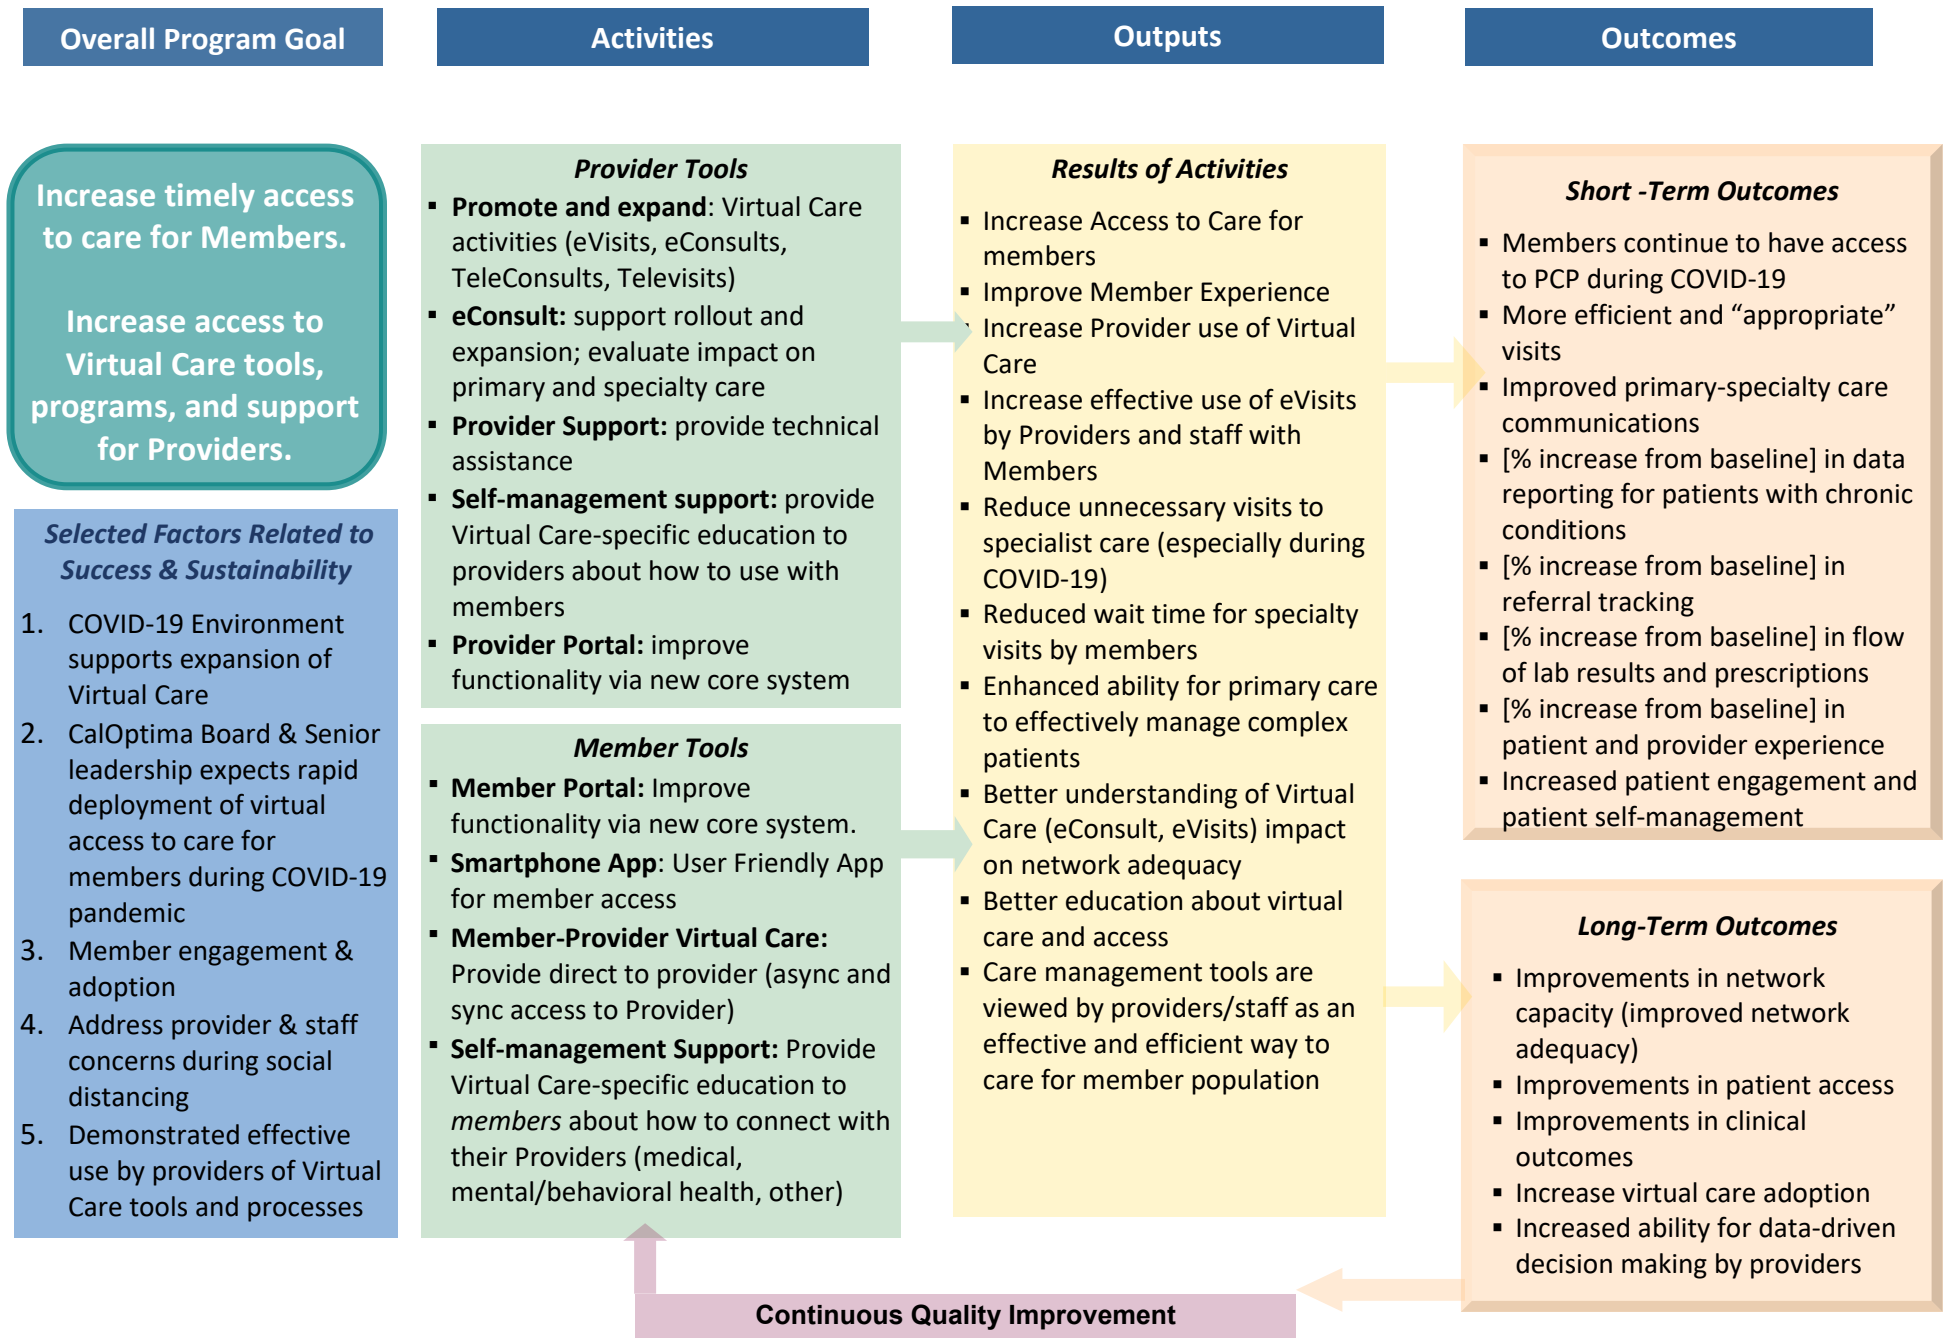 Overall Program Goal
Activities
Outputs
Outcomes
Increase timely access
to care for Members.
Increase access to
Virtual Care tools,
programs, and support
for Providers.
Selected Factors Related to
Success & Sustainability
1. COVID-19 Environment
supports expansion of
Virtual Care
2. CalOptima Board & Senior
leadership expects rapid
deployment of virtual
access to care for
members during COVID-19
pandemic
3. Member engagement &
adoption
4. Address provider & staff
concerns during social
distancing
5. Demonstrated effective
use by providers of Virtual
Care tools and processes
Provider Tools
▪ Promote and expand: Virtual Care
activities (eVisits, eConsults,
TeleConsults, Televisits)
▪ eConsult: support rollout and
expansion; evaluate impact on
primary and specialty care
▪ Provider Support: provide technical
assistance
▪ Self-management support: provide
Virtual Care-specific education to
providers about how to use with
members
▪ Provider Portal: improve
functionality via new core system
Member Tools
▪ Member Portal: Improve
functionality via new core system.
▪ Smartphone App: User Friendly App
for member access
▪ Member-Provider Virtual Care:
Provide direct to provider (async and
sync access to Provider)
▪ Self-management Support: Provide
Virtual Care-specific education to
members about how to connect with
their Providers (medical,
mental/behavioral health, other)
Results of Activities
▪ Increase Access to Care for
members
▪ Improve Member Experience
▪ Increase Provider use of Virtual
Care
▪ Increase effective use of eVisits
by Providers and staff with
Members
▪ Reduce unnecessary visits to
specialist care (especially during
COVID-19)
▪ Reduced wait time for specialty
visits by members
▪ Enhanced ability for primary care
to effectively manage complex
patients
▪ Better understanding of Virtual
Care (eConsult, eVisits) impact
on network adequacy
▪ Better education about virtual
care and access
▪ Care management tools are
viewed by providers/staff as an
effective and efficient way to
care for member population
Short -Term Outcomes
▪ Members continue to have access
to PCP during COVID-19
▪ More efficient and “appropriate”
visits
▪ Improved primary-specialty care
communications
▪ [% increase from baseline] in data
reporting for patients with chronic
conditions
▪ [% increase from baseline] in
referral tracking
▪ [% increase from baseline] in flow
of lab results and prescriptions
▪ [% increase from baseline] in
patient and provider experience
▪ Increased patient engagement and
patient self-management
Long-Term Outcomes
▪ Improvements in network
capacity (improved network
adequacy)
▪ Improvements in patient access
▪ Improvements in clinical
outcomes
▪ Increase virtual care adoption
▪ Increased ability for data-driven
decision making by providers
Continuous Quality Improvement